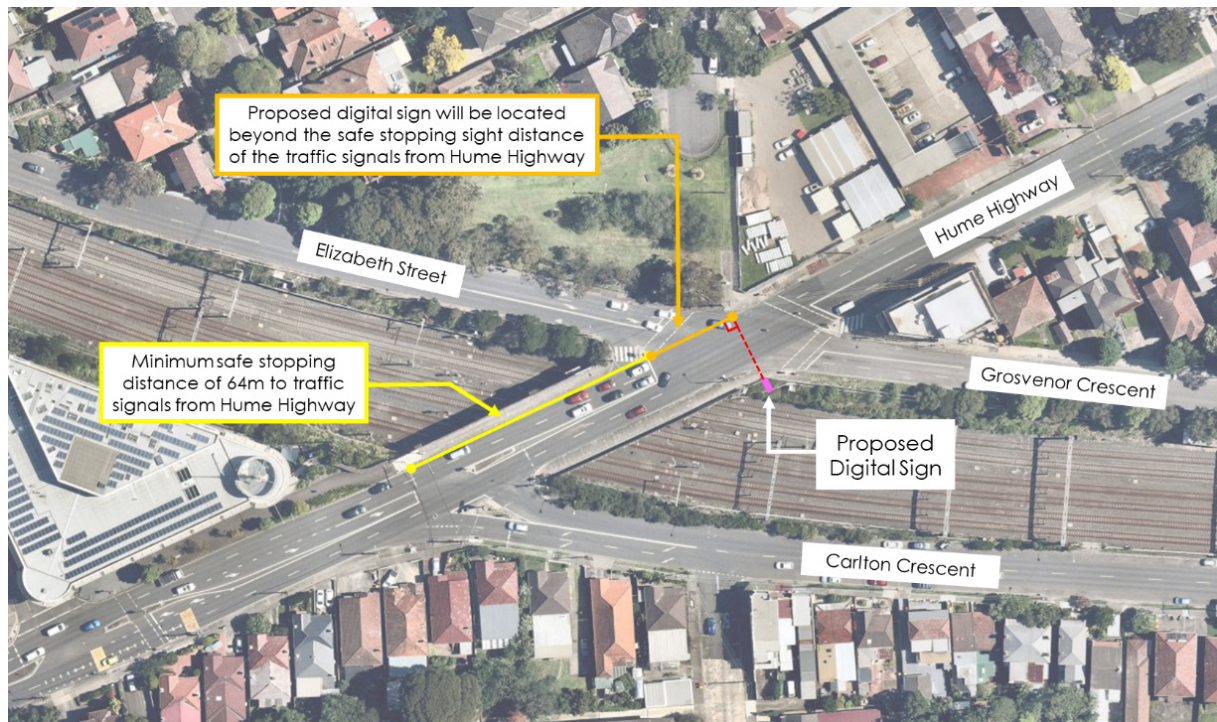 Proposed digital sign will be located
beyond the safe stopping sight distance
of the traffic signals from Hume Highway
Hume Highway
Elizabeth Street
Minimum safe stopping
distance of 64m to traffic
signals from Hume Highway
Grosvenor Crescent
Proposed
Digital Sign
Carlton Crescent